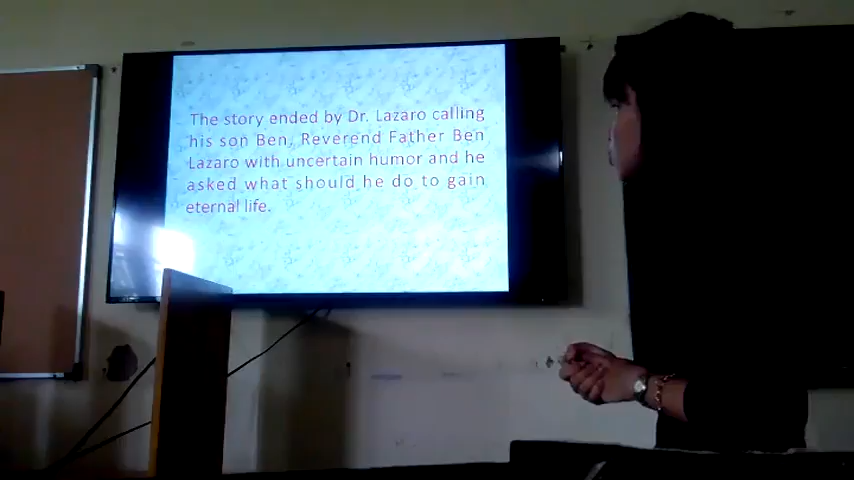 The story ended by Dr. Lazaro calling
his son Ben, Reverend Father Ben
Lazaro with uncertain humor and he
asked what should he do to gain
eternal life.